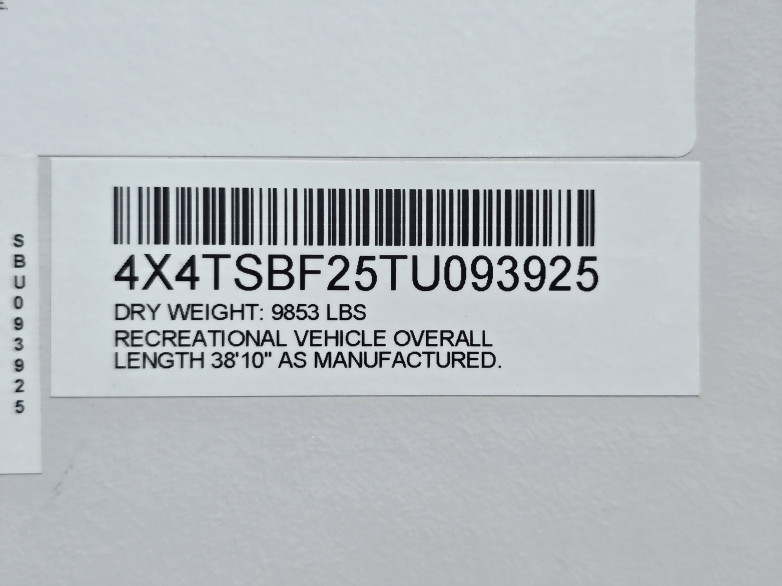 4X4TSBF25TU093925
DRY WEIGHT: 9853 LBS
RECREATIONAL VEHICLE OVERALL
LENGTH 38'10" AS MANUFACTURED.
SBU093925